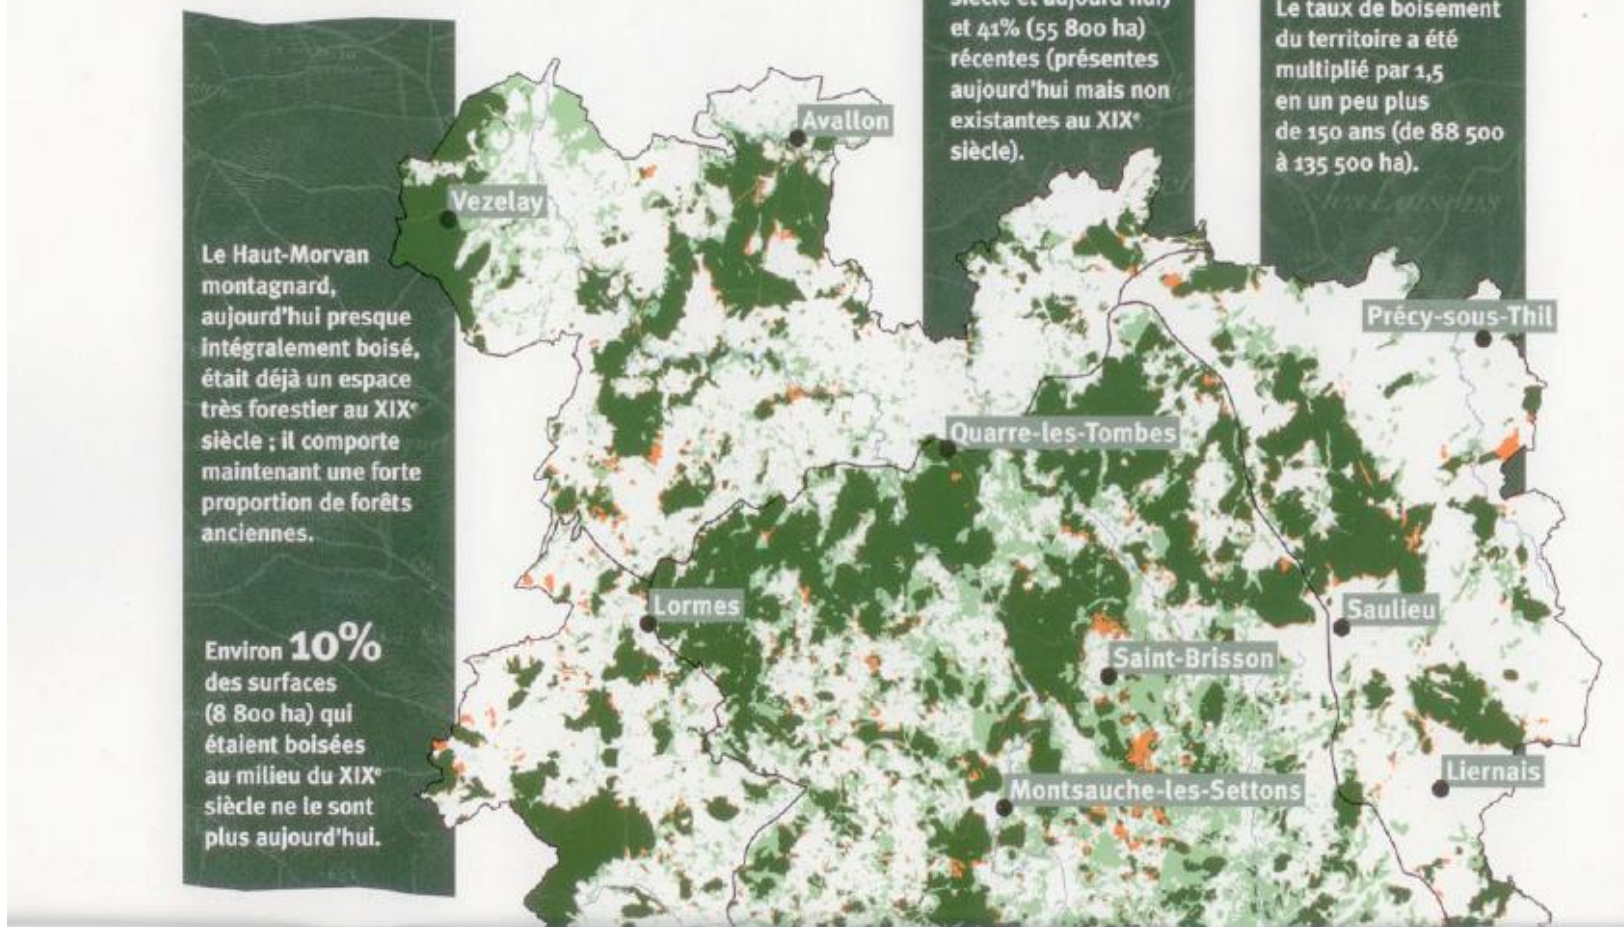 Le Haut-Morvan
montagnard,
aujourd'hui presque
intégralement boisé,
était déjà un espace
très forestier au XIXᵉ
siècle ; il comporte
maintenant une forte
proportion de forêts
anciennes.
Environ 10%
des surfaces
(8 800 ha) qui
étaient boisées
au milieu du XIXᵉ
siècle ne le sont
plus aujourd'hui.
siècle et aujourd'hui)
et 41% (55 800 ha)
récentes (présentes
aujourd'hui mais non
existantes au XIXᵉ
siècle).
Le taux de boisement
du territoire a été
multiplié par 1,5
en un peu plus
de 150 ans (de 88 500
à 135 500 ha).
Avallon
Vezelay
Précy-sous-Thil
Quarre-les-Tombes
Lormes
Saulieu
Saint-Brisson
Liernais
Montsauche-les-Settons